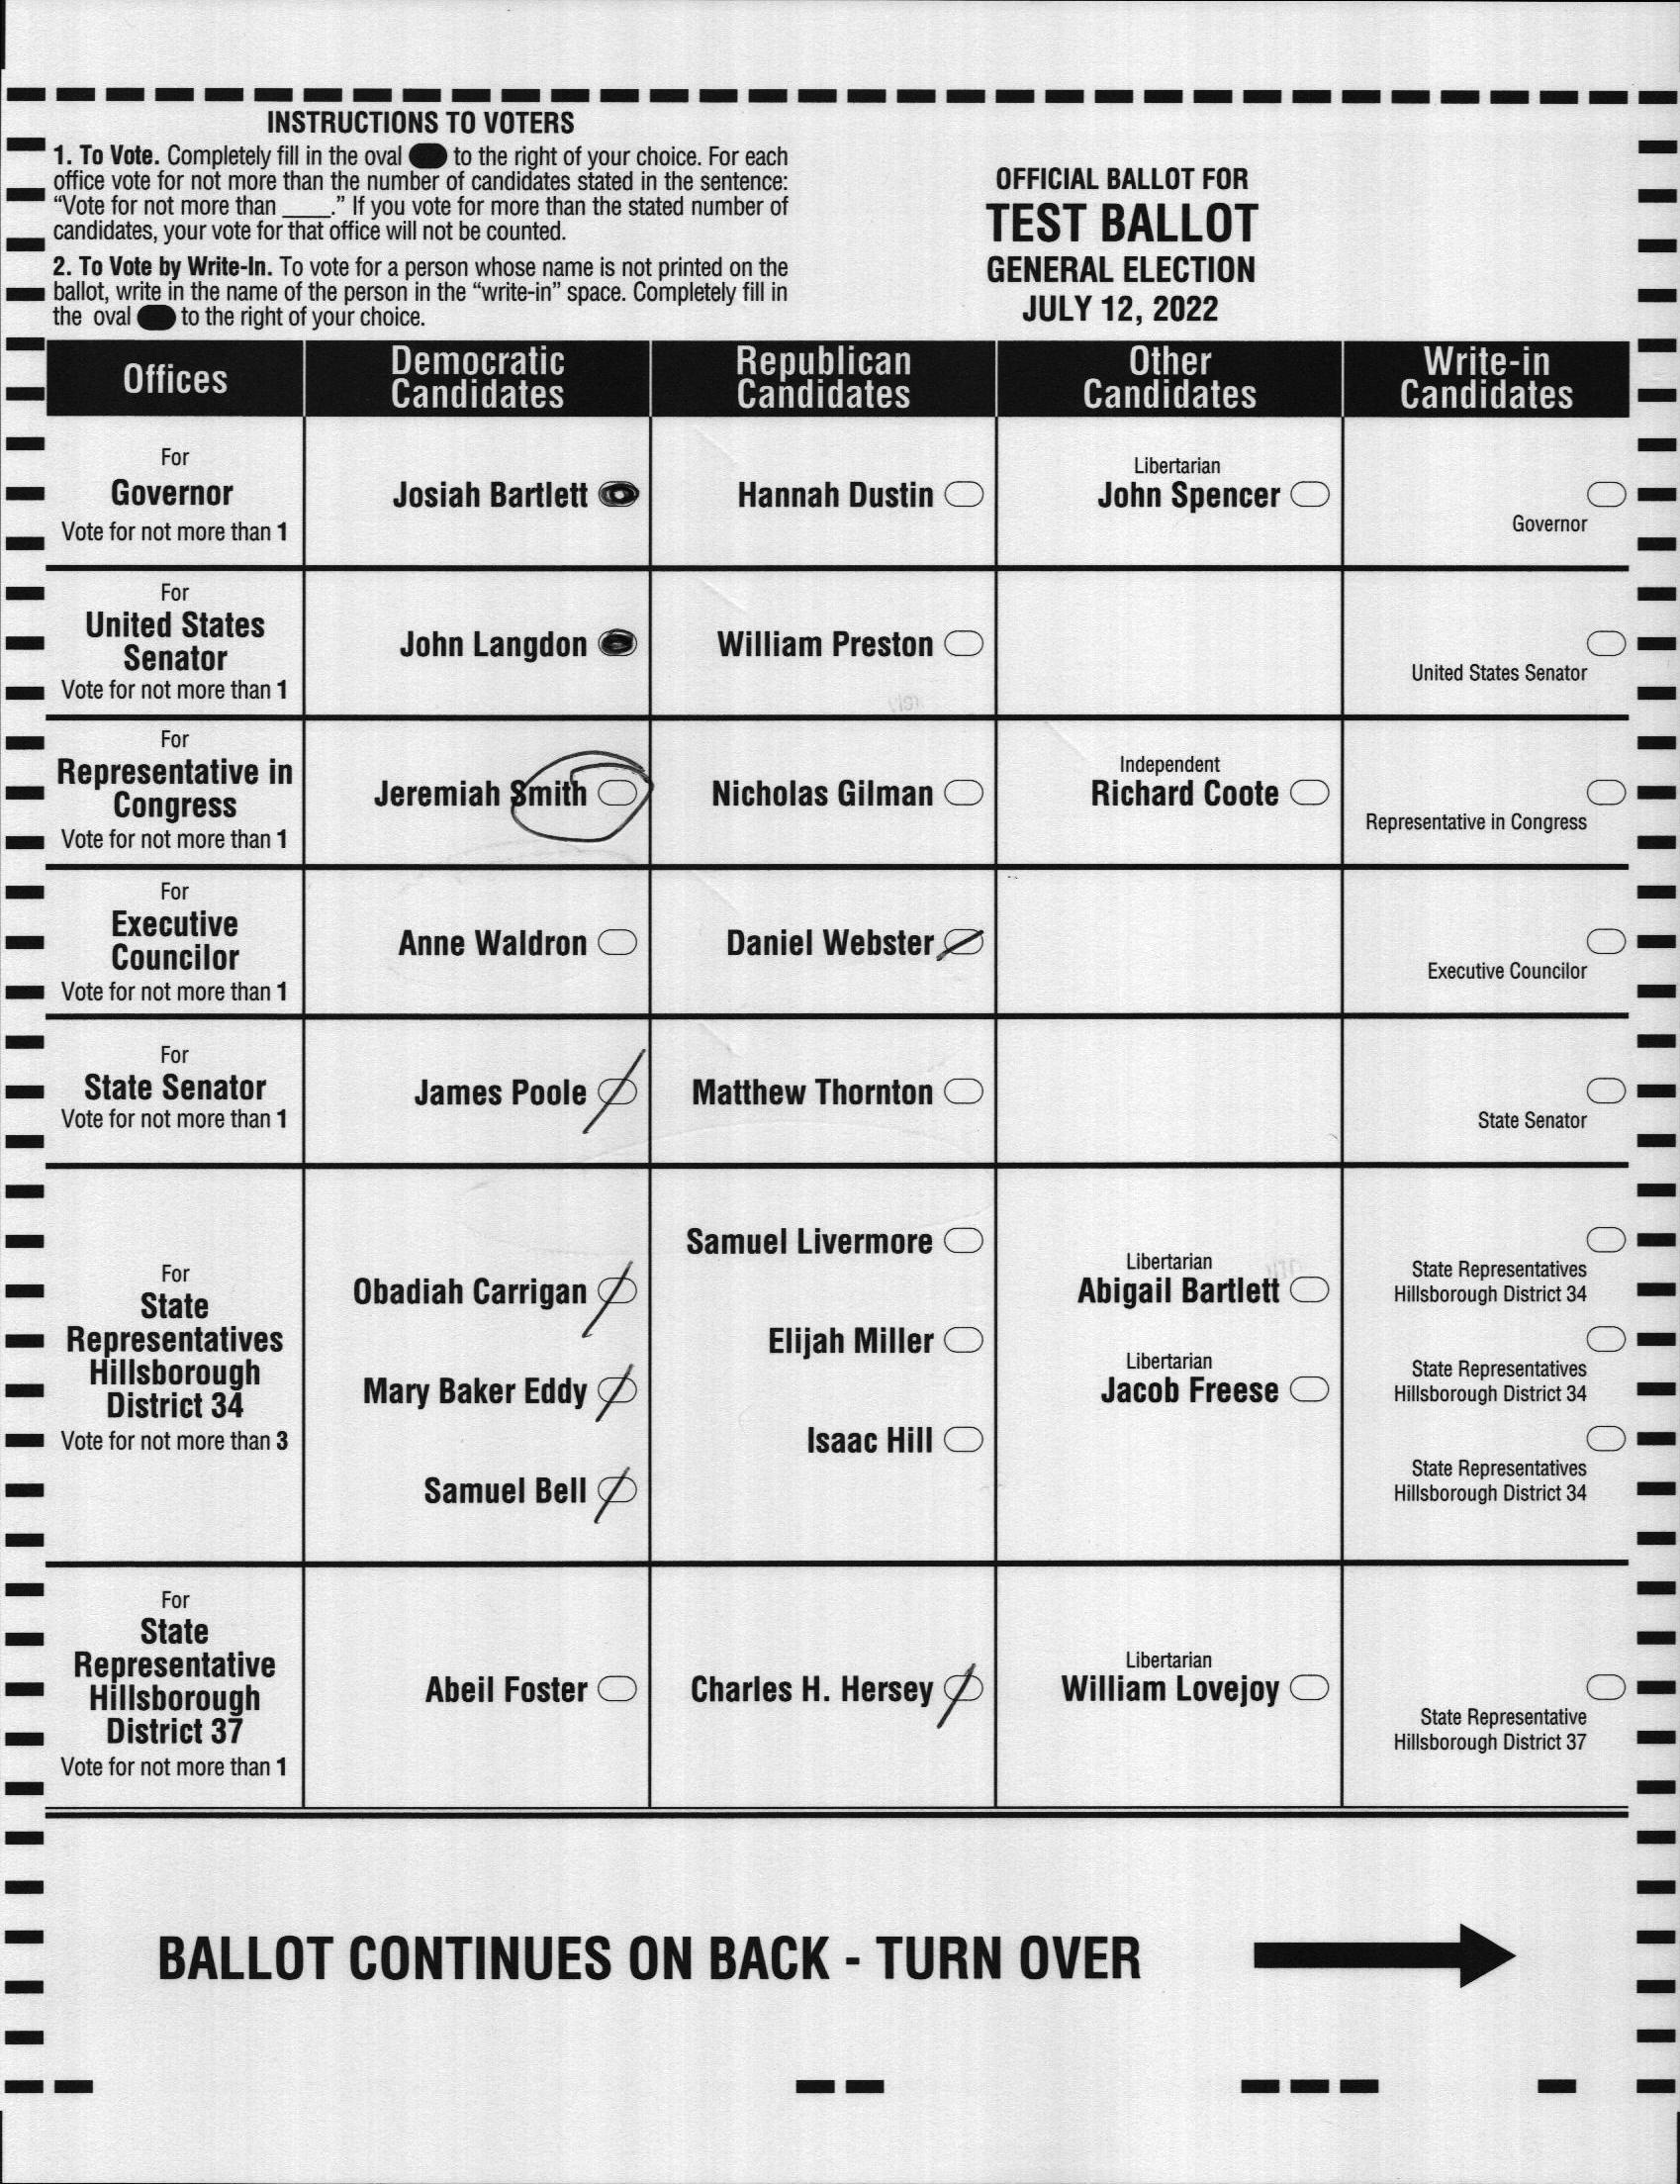 INSTRUCTIONS TO VOTERS
1. To Vote. Completely fill in the oval to the right of your choice. For each
office vote for not more than the number of candidates stated in the sentence:
“Vote for not more than ____.” If you vote for more than the stated number of
candidates, your vote for that office will not be counted.
2. To Vote by Write-In. To vote for a person whose name is not printed on the
ballot, write in the name of the person in the “write-in” space. Completely fill in
the oval to the right of your choice.
OFFICIAL BALLOT FOR
TEST BALLOT
GENERAL ELECTION
JULY 12, 2022
Offices
Democratic
Candidates
Republican
Candidates
Other
Candidates
Write-in
Candidates
For
Governor
Vote for not more than 1
Josiah Bartlett
Hannah Dustin
Libertarian
John Spencer
Governor
For
United States
Senator
Vote for not more than 1
John Langdon
William Preston
United States Senator
For
Representative in
Congress
Vote for not more than 1
Jeremiah Smith
Nicholas Gilman
Independent
Richard Coote
Representative in Congress
For
Executive
Councilor
Vote for not more than 1
Anne Waldron
Daniel Webster
Executive Councilor
For
State Senator
Vote for not more than 1
James Poole
Matthew Thornton
State Senator
For
State
Representatives
Hillsborough
District 34
Vote for not more than 3
Obadiah Carrigan
Mary Baker Eddy
Samuel Bell
Samuel Livermore
Elijah Miller
Isaac Hill
Libertarian
Abigail Bartlett
Libertarian
Jacob Freese
State Representatives
Hillsborough District 34
State Representatives
Hillsborough District 34
State Representatives
Hillsborough District 34
For
State
Representative
Hillsborough
District 37
Vote for not more than 1
Abeil Foster
Charles H. Hersey
Libertarian
William Lovejoy
State Representative
Hillsborough District 37
BALLOT CONTINUES ON BACK - TURN OVER